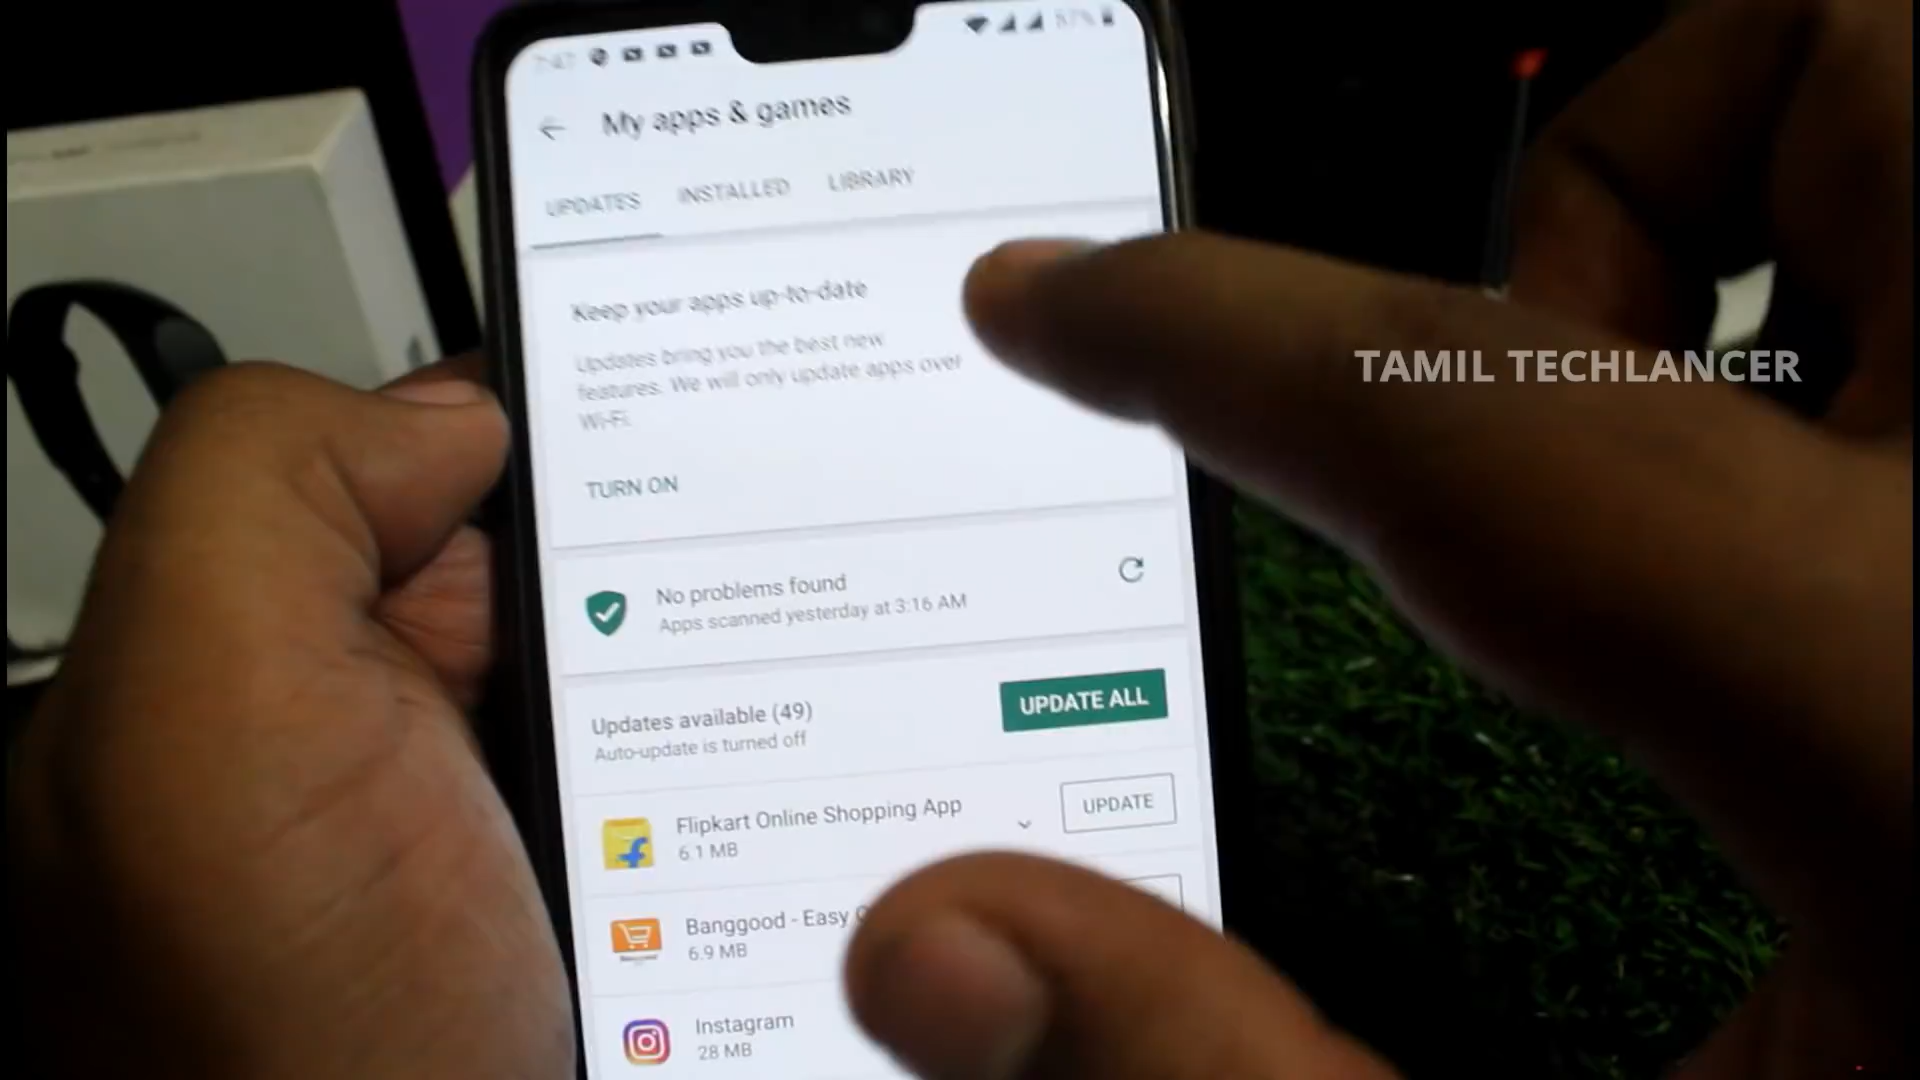 57%
My apps & games
UPDATES INSTALLED LIBRARY
Keep your apps up-to-date
Updates bring you the best new
features. We will only update apps over
Wi-Fi.
TURN ON
No problems found
Apps scanned yesterday at 3:16 AM
Updates available (49)
UPDATE ALL
Auto-update is turned off
Flipkart Online Shopping App
UPDATE
6.1 MB
Banggood - Easy
6.9 MB
Instagram
28 MB
TAMIL TECHLANCER